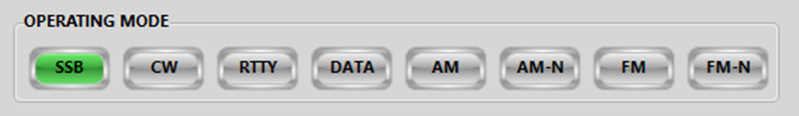 OPERATING MODE
SSB CW RTTY DATA AM AM-N FM FM-N